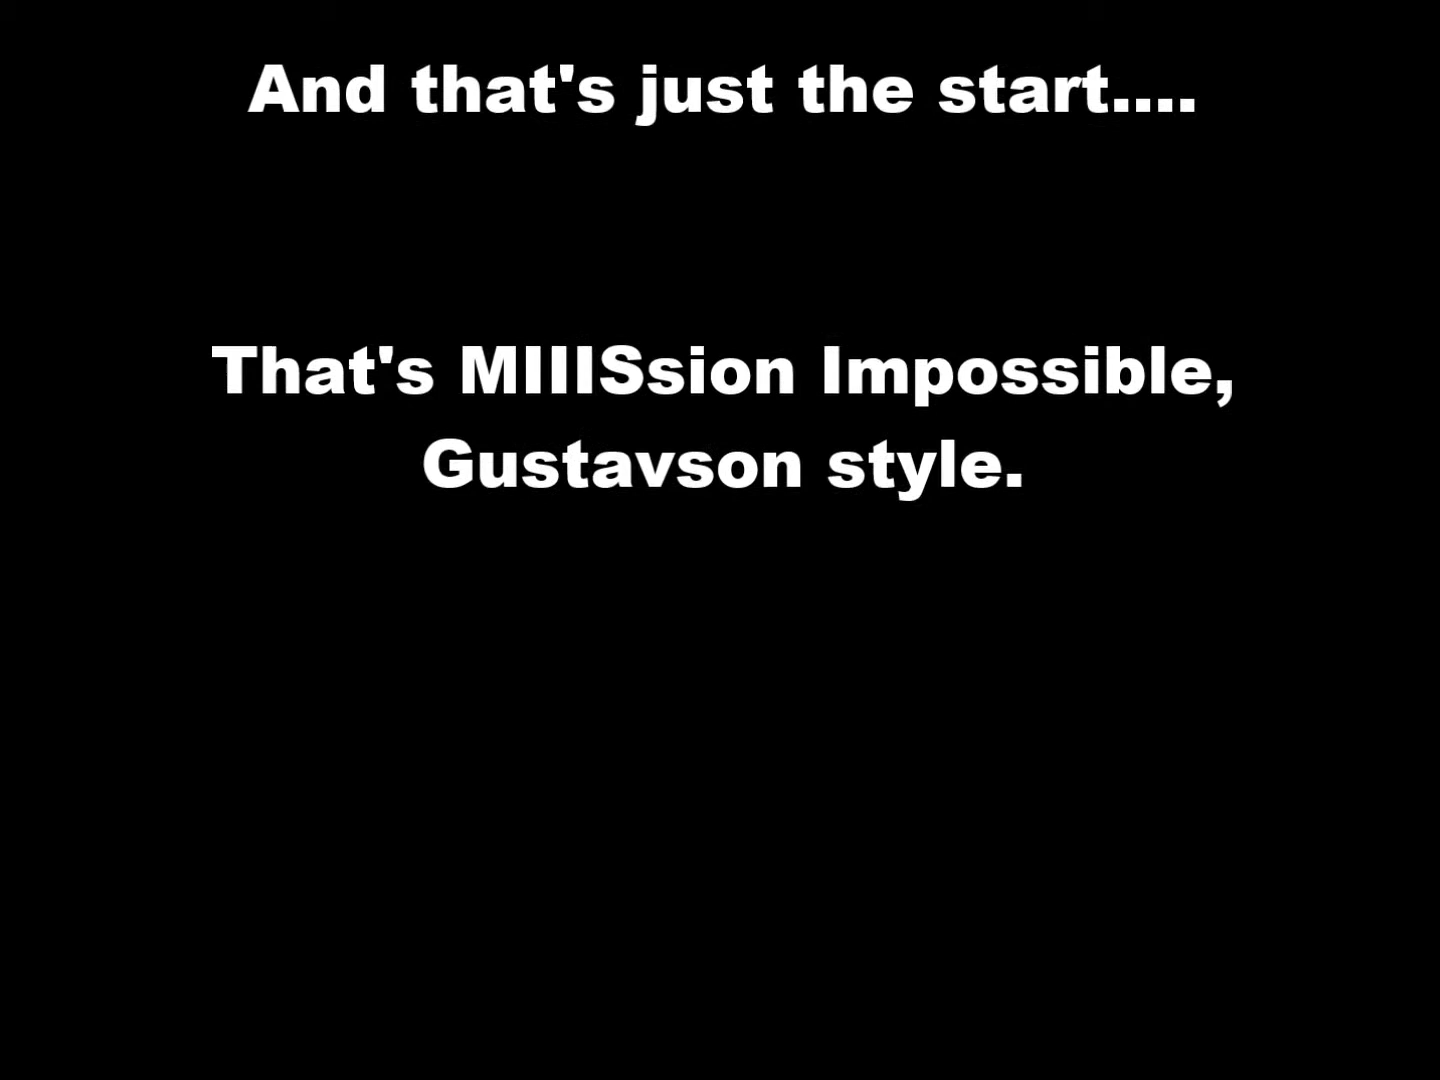 And that's just the start....
That's MIIISsion Impossible,
Gustavson style.